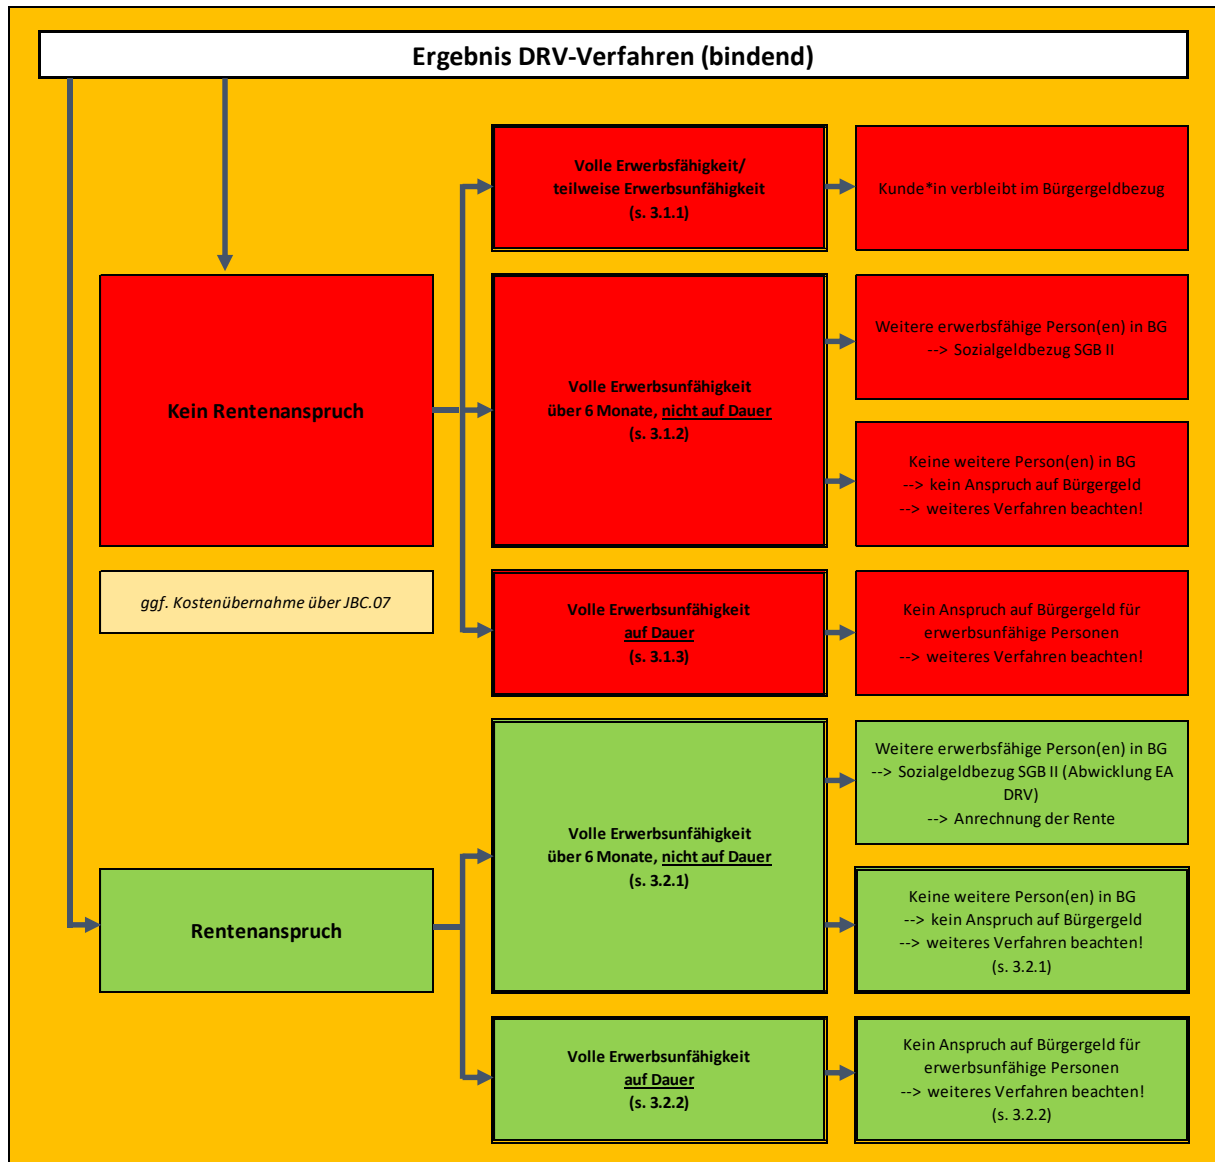 Ergebnis DRV-Verfahren (bindend)
Kein Rentenanspruch
ggf. Kostenübernahme über JBC.07
Volle Erwerbsfähigkeit/
teilweise Erwerbsunfähigkeit
(s. 3.1.1)
Kunde*in verbleibt im Bürgergeldbezug
Volle Erwerbsunfähigkeit
über 6 Monate, nicht auf Dauer
(s. 3.1.2)
Weitere erwerbsfähige Person(en) in BG
--> Sozialgeldbezug SGB II
Keine weitere Person(en) in BG
--> kein Anspruch auf Bürgergeld
--> weiteres Verfahren beachten!
Volle Erwerbsunfähigkeit
auf Dauer
(s. 3.1.3)
Kein Anspruch auf Bürgergeld für
erwerbsunfähige Personen
--> weiteres Verfahren beachten!
Rentenanspruch
Volle Erwerbsunfähigkeit
über 6 Monate, nicht auf Dauer
(s. 3.2.1)
Weitere erwerbsfähige Person(en) in BG
--> Sozialgeldbezug SGB II (Abwicklung EA
DRV)
--> Anrechnung der Rente
Keine weitere Person(en) in BG
--> kein Anspruch auf Bürgergeld
--> weiteres Verfahren beachten!
(s. 3.2.1)
Volle Erwerbsunfähigkeit
auf Dauer
(s. 3.2.2)
Kein Anspruch auf Bürgergeld für
erwerbsunfähige Personen
--> weiteres Verfahren beachten!
(s. 3.2.2)